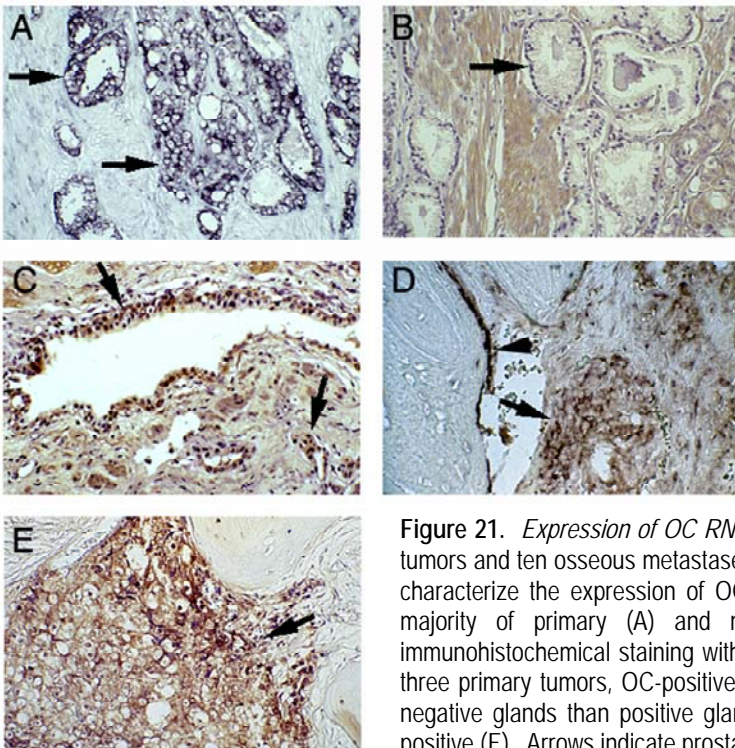 A
B
C
D
E
Figure 21. Expression of OC RN
tumors and ten osseous metastase
characterize the expression of OC
majority of primary (A) and
immunohistochemical staining with
three primary tumors, OC-positive
negative glands than positive glan
positive (E). Arrows indicate prosta